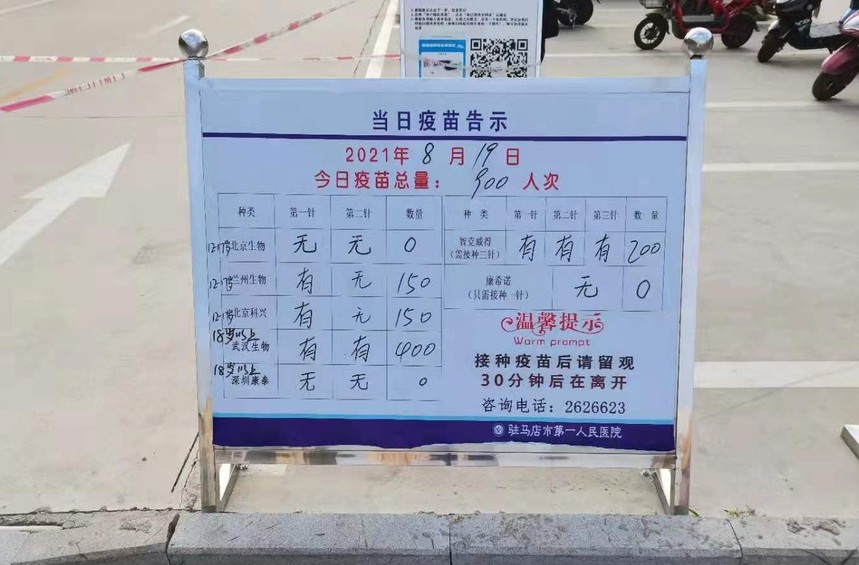 当日疫苗告示
2021年8月19日
今日疫苗总量：900人次
种类 第一针 第二针 数量
12-17岁北京生物 无 无 0
12-17岁兰州生物 有 无 150
12-17岁北京科兴 有 无 150
18岁以上武汉生物 有 有 400
18岁以上深圳康泰 无 无 0
种类 第一针 第二针 第三针 数量
智克威得（需接种三针） 有 有 有 200
康希诺（只需接种一针） 无 0
温馨提示
Warm prompt
接种疫苗后请留观
30分钟后在离开
咨询电话：2626623
驻马店市第一人民医院